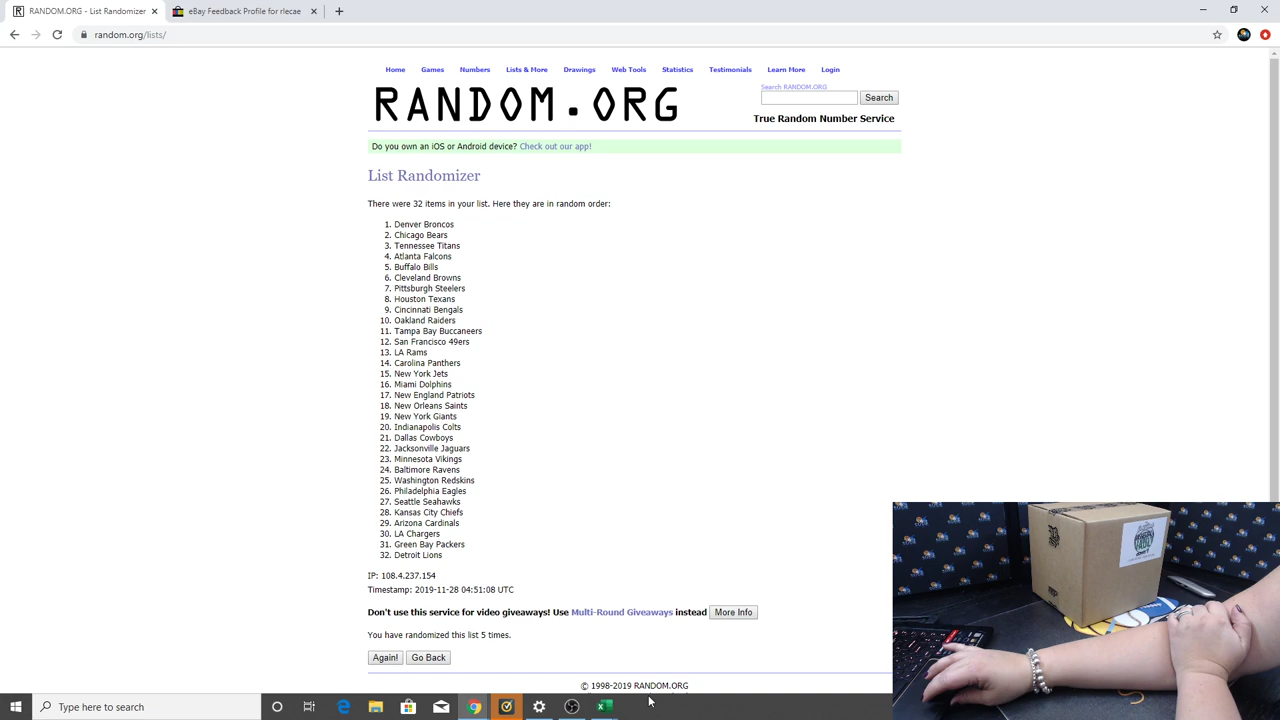 RANDOM.ORG - List Randomizer
eBay Feedback Profile for rlecae
random.org/lists/
Home Games Numbers Lists & More Drawings Web Tools Statistics Testimonials Learn More Login
RANDOM.ORG
Search RANDOM.ORG
Search
True Random Number Service
Do you own an iOS or Android device? Check out our app!
List Randomizer
There were 32 items in your list. Here they are in random order:
1. Denver Broncos
2. Chicago Bears
3. Tennessee Titans
4. Atlanta Falcons
5. Buffalo Bills
6. Cleveland Browns
7. Pittsburgh Steelers
8. Houston Texans
9. Cincinnati Bengals
10. Oakland Raiders
11. Tampa Bay Buccaneers
12. San Francisco 49ers
13. LA Rams
14. Carolina Panthers
15. New York Jets
16. Miami Dolphins
17. New England Patriots
18. New Orleans Saints
19. New York Giants
20. Indianapolis Colts
21. Dallas Cowboys
22. Jacksonville Jaguars
23. Minnesota Vikings
24. Baltimore Ravens
25. Washington Redskins
26. Philadelphia Eagles
27. Seattle Seahawks
28. Kansas City Chiefs
29. Arizona Cardinals
30. LA Chargers
31. Green Bay Packers
32. Detroit Lions
IP: 108.4.237.154
Timestamp: 2019-11-28 04:51:08 UTC
Don't use this service for video giveaways! Use Multi-Round Giveaways instead More Info
You have randomized this list 5 times.
Again! Go Back
© 1998-2019 RANDOM.ORG
Type here to search